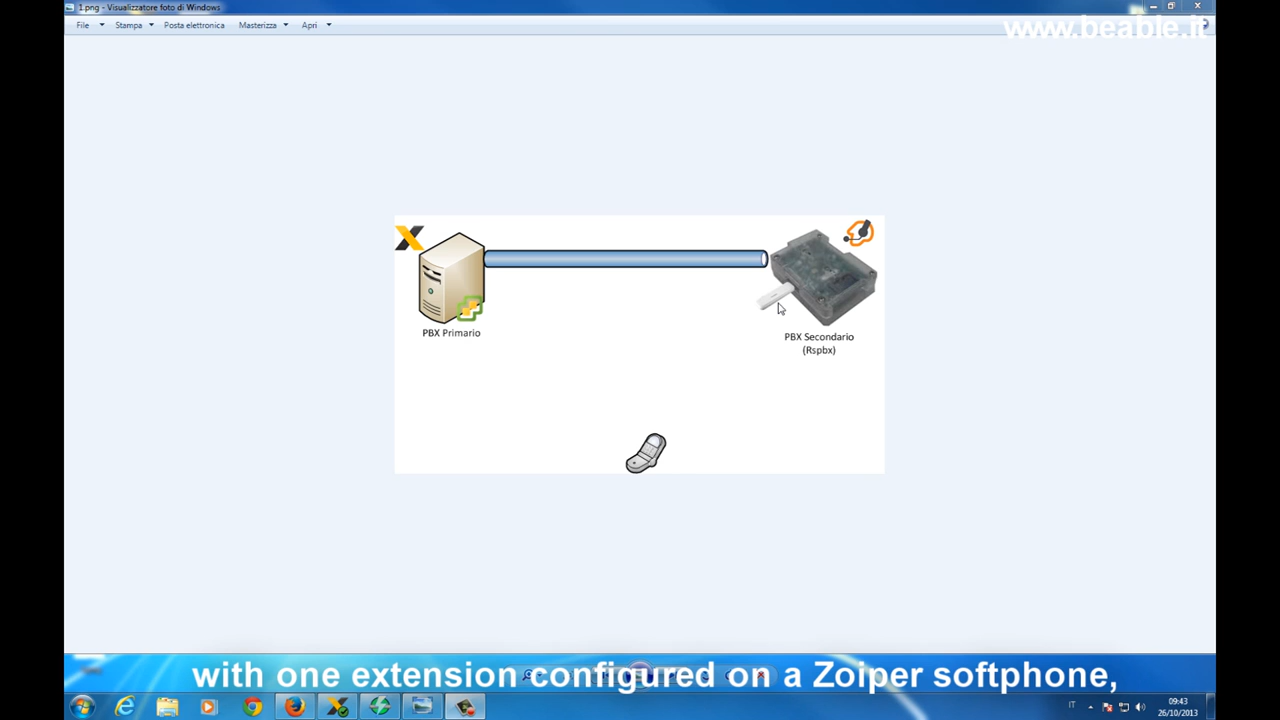 1.png - Visualizzatore foto di Windows
File Stampa Posta elettronica Masterizza Apri
www.beable.it
PBX Primario
PBX Secondario
(Rspbx)
with one extension configured on a Zoiper softphone,
IT
09:43
26/10/2013